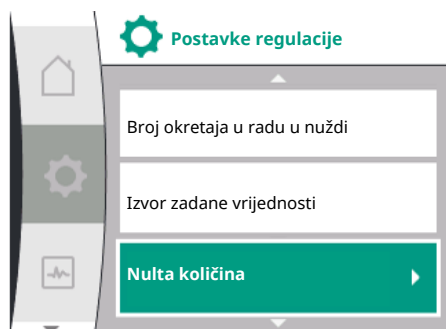 Postavke regulacije
Broj okretaja u radu u nuždi
Izvor zadane vrijednosti
Nulta količina